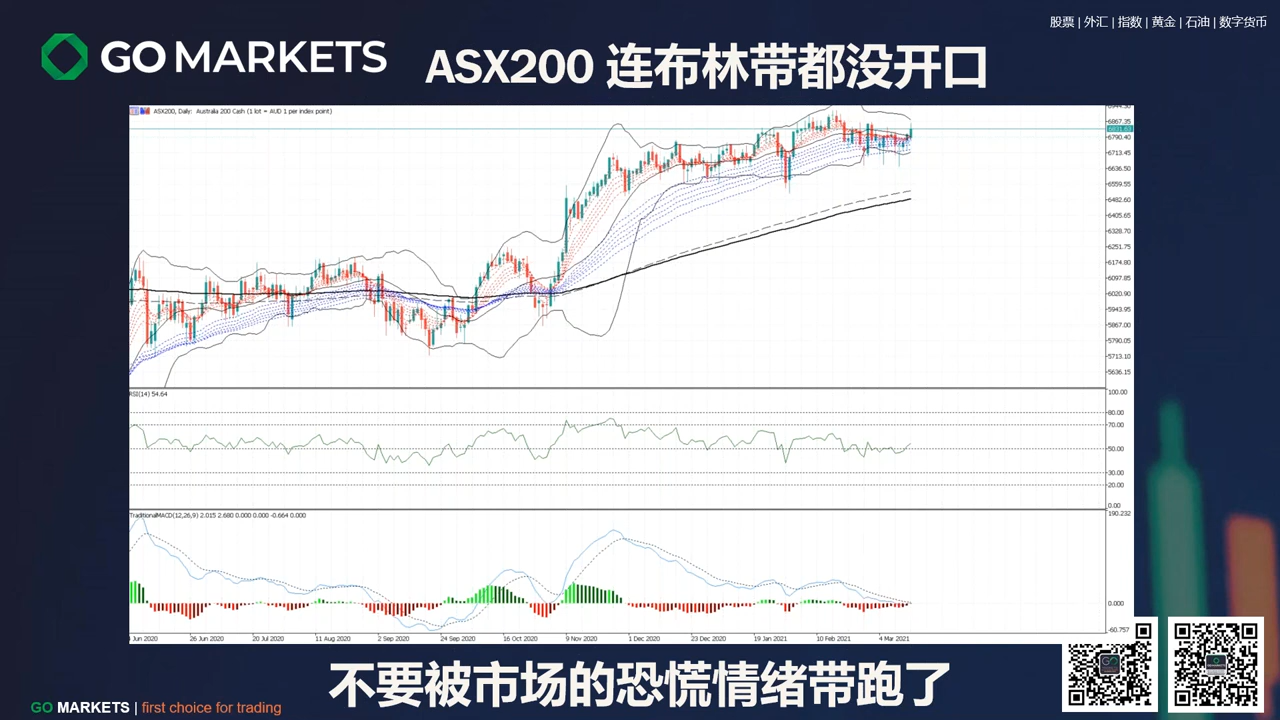 股票 | 外汇 | 指数 | 黄金 | 石油 | 数字货币
GO MARKETS
ASX200 连布林带都没开口
ASX200, Daily: Australia 200 Cash (1 lot = AUD 1 per index point)
6944.30
6867.35
6790.40
6713.45
6636.50
6559.55
6482.60
6405.65
6328.70
6251.75
6174.80
6097.85
6020.90
5943.95
5867.00
5790.05
5713.10
5636.15
RSI(14) 54.64
100.00
80.00
70.00
50.00
30.00
20.00
0.00
TraditionalMACD(12,26,9) 2.015 2.680 0.000 0.000 -0.664 0.000
190.232
0.000
-60.757
Jun 2020
26 Jun 2020
20 Jul 2020
11 Aug 2020
2 Sep 2020
24 Sep 2020
16 Oct 2020
9 Nov 2020
1 Dec 2020
23 Dec 2020
19 Jan 2021
10 Feb 2021
4 Mar 2021
不要被市场的恐慌情绪带跑了
GO MARKETS | first choice for trading